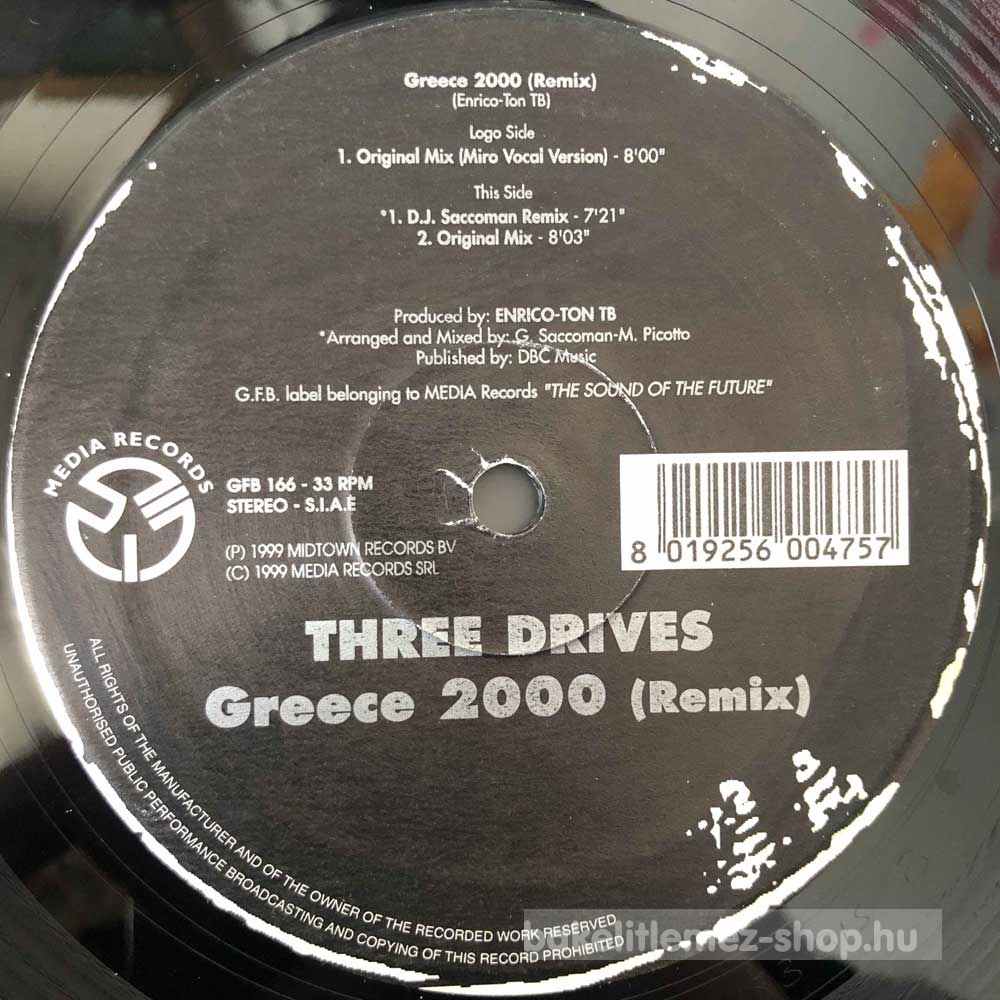 Greece 2000 (Remix)
(Enrico-Ton TB)
Logo Side
1. Original Mix (Miro Vocal Version) - 8'00"
This Side
*1. D.J. Saccoman Remix - 7'21"
2. Original Mix - 8'03"
Produced by: ENRICO-TON TB
*Arranged and Mixed by: G. Saccoman-M. Picotto
Published by: DBC Music
G.F.B. label belonging to MEDIA Records "THE SOUND OF THE FUTURE"
MEDIA RECORDS
GFB 166 - 33 RPM
STEREO - S.I.A.E
(P) 1999 MIDTOWN RECORDS BV
(C) 1999 MEDIA RECORDS SRL
8 019256 004757
THREE DRIVES
Greece 2000 (Remix)
ALL RIGHTS OF THE MANUFACTURER AND OF THE OWNER OF THE RECORDED WORK RESERVED
UNAUTHORISED PUBLIC PERFORMANCE BROADCASTING AND COPYING OF THIS RECORD PROHIBITED
bakelitlemez-shop.hu